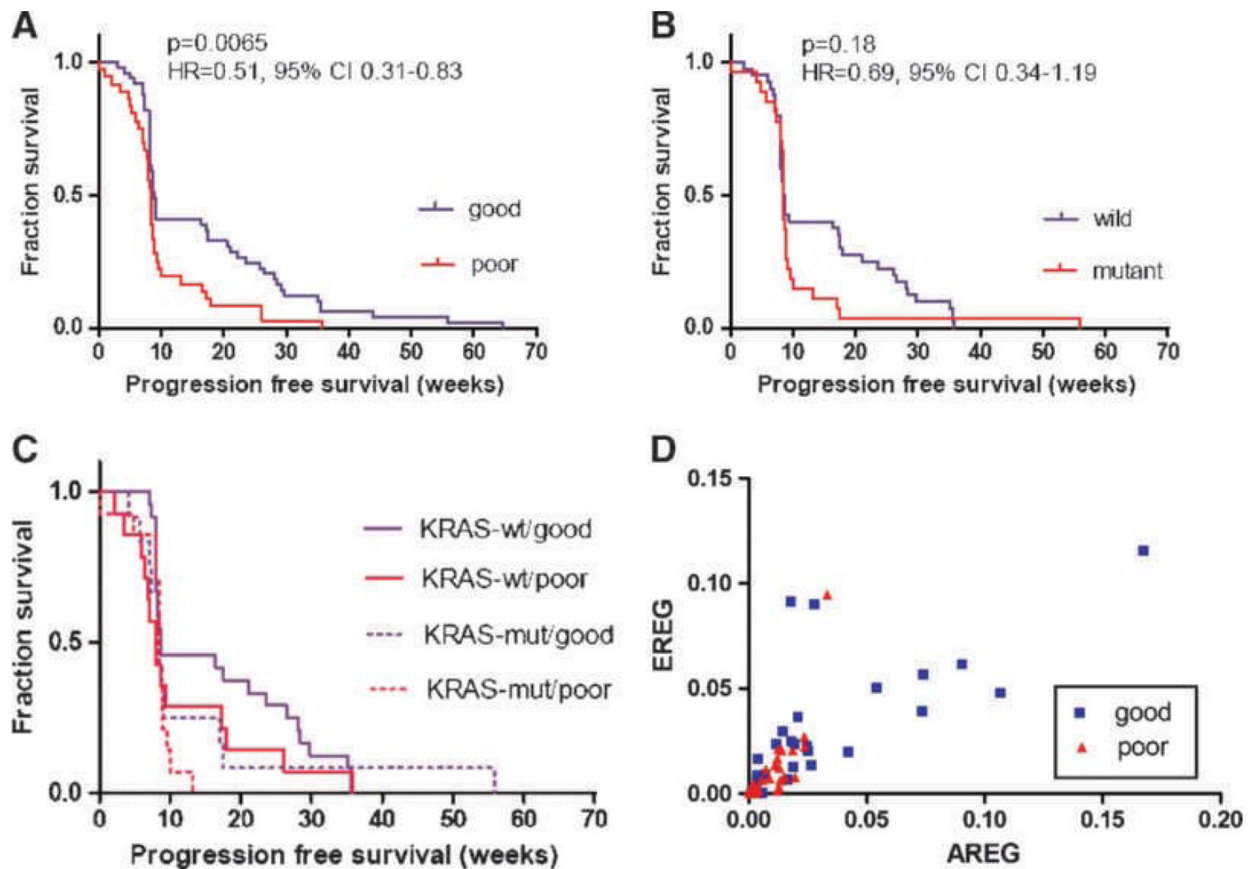 A
p=0.0065
HR=0.51, 95% CI 0.31-0.83
Fraction survival
1.0
0.5
0.0
good
poor
0 10 20 30 40 50 60 70
Progression free survival (weeks)
B
p=0.18
HR=0.69, 95% CI 0.34-1.19
Fraction survival
1.0
0.5
0.0
wild
mutant
0 10 20 30 40 50 60 70
Progression free survival (weeks)
C
Fraction survival
1.0
0.5
0.0
KRAS-wt/good
KRAS-wt/poor
KRAS-mut/good
KRAS-mut/poor
0 10 20 30 40 50 60 70
Progression free survival (weeks)
D
EREG
0.15
0.10
0.05
0.00
good
poor
0.00 0.05 0.10 0.15 0.20
AREG